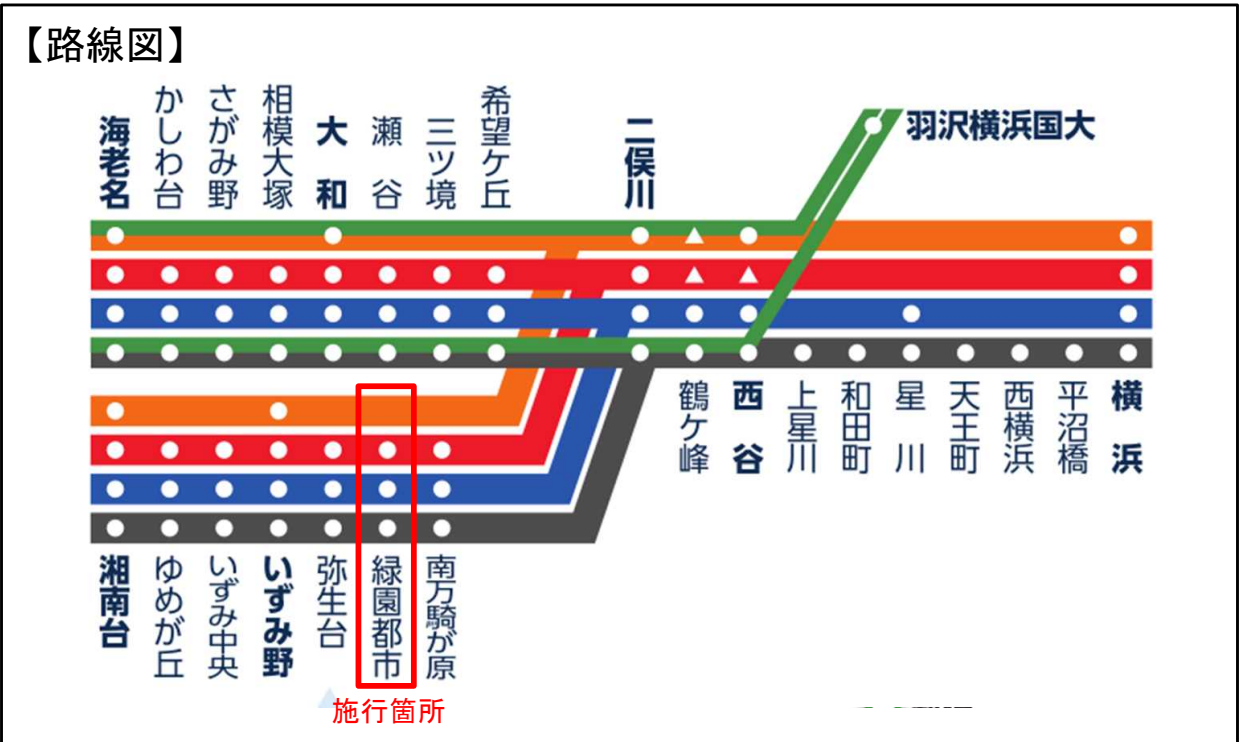 【路線図】
海老名
かしわ台
さがみ野
相模大塚
大和
瀬谷
三ツ境
希望ケ丘
二俣川
羽沢横浜国大
鶴ケ峰
西谷
上星川
和田町
星川
天王町
西横浜
平沼橋
横浜
湘南台
ゆめが丘
いずみ中央
いずみ野
弥生台
緑園都市
南万騎が原
施行箇所